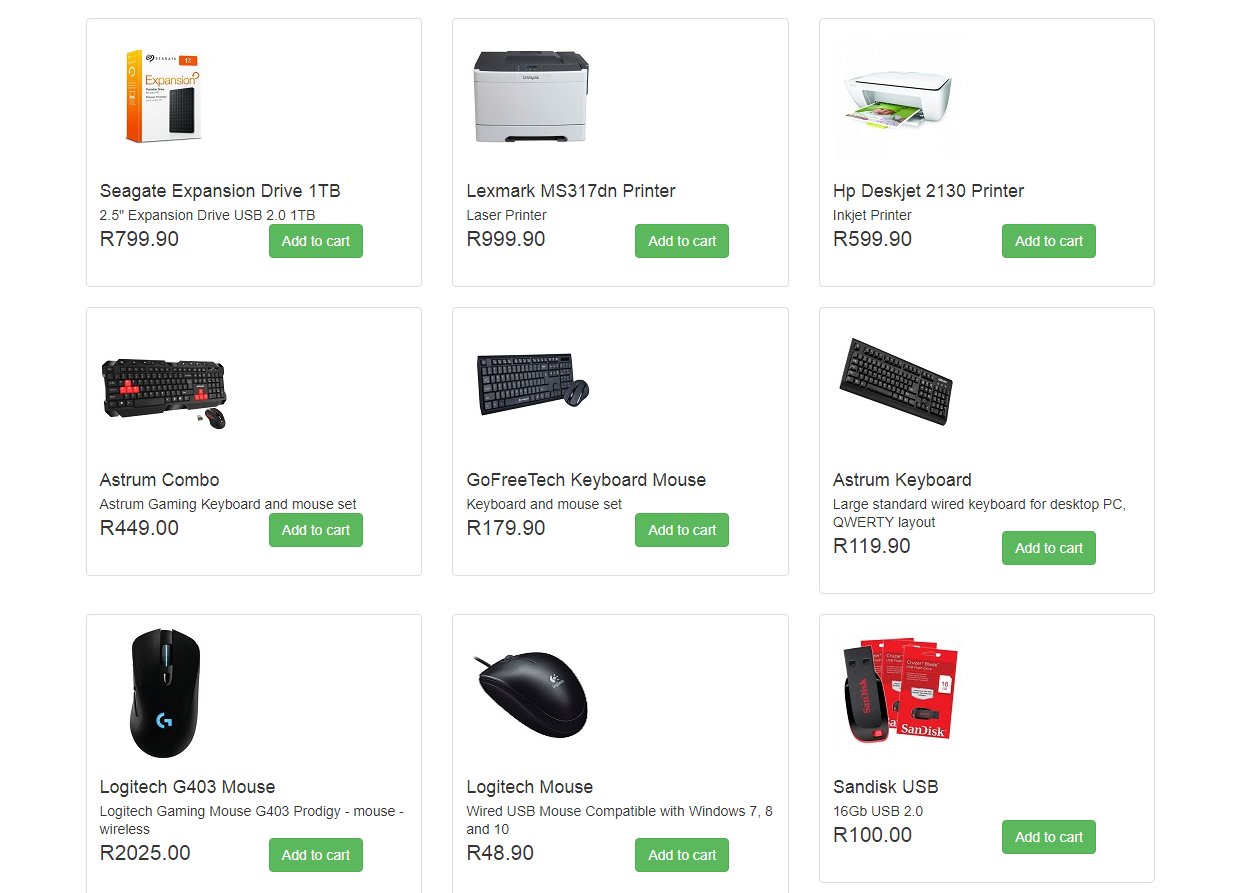 SEAGATE
1TB
Expansion
Seagate Expansion Drive 1TB
2.5" Expansion Drive USB 2.0 1TB
R799.90
Add to cart
Lexmark MS317dn Printer
Laser Printer
R999.90
Add to cart
Hp Deskjet 2130 Printer
Inkjet Printer
R599.90
Add to cart
Astrum Combo
Astrum Gaming Keyboard and mouse set
R449.00
Add to cart
GoFreeTech Keyboard Mouse
Keyboard and mouse set
R179.90
Add to cart
Astrum Keyboard
Large standard wired keyboard for desktop PC,
QWERTY layout
R119.90
Add to cart
G
Logitech G403 Mouse
Logitech Gaming Mouse G403 Prodigy - mouse -
wireless
R2025.00
Add to cart
Logitech
Logitech Mouse
Wired USB Mouse Compatible with Windows 7, 8
and 10
R48.90
Add to cart
Cruzer Blade
16
SanDisk
SanDisk
Sandisk USB
16Gb USB 2.0
R100.00
Add to cart